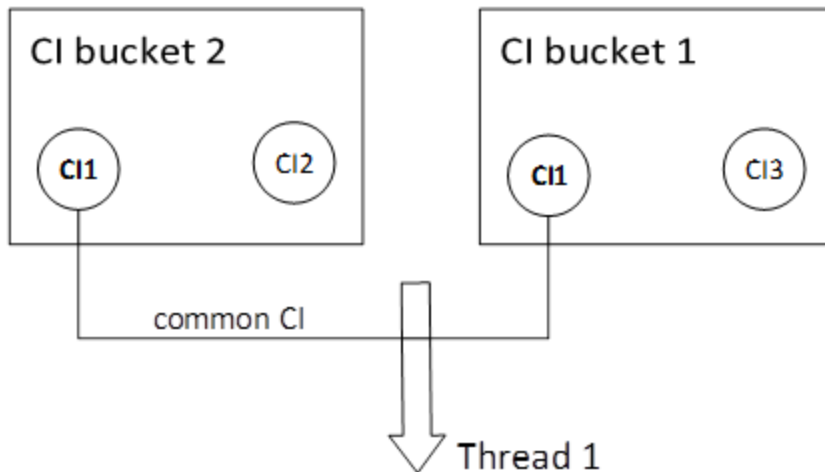 CI bucket 2
CI bucket 1
CI1
CI2
CI1
CI3
common CI
Thread 1